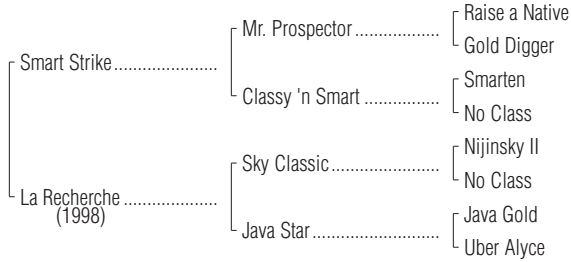 Raise a Native
Mr. Prospector ...................
Gold Digger
Smart Strike .....................
Smarten
Classy 'n Smart ...............
No Class
Nijinsky II
Sky Classic ......................
No Class
La Recherche ...................
(1998)
Java Gold
Java Star .........................
Uber Alyce